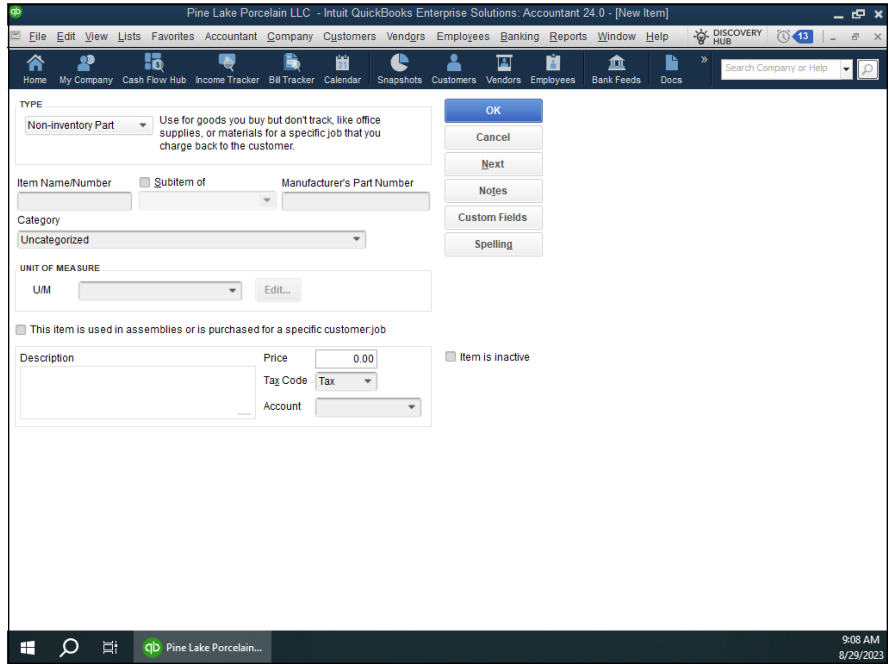 qb Pine Lake Porcelain LLC - Intuit QuickBooks Enterprise Solutions: Accountant 24.0 - [New Item]
File Edit View Lists Favorites Accountant Company Customers Vendors Employees Banking Reports Window Help DISCOVERY HUB 13
Home My Company Cash Flow Hub Income Tracker Bill Tracker Calendar Snapshots Customers Vendors Employees Bank Feeds Docs » Search Company or Help
TYPE
Non-inventory Part
Use for goods you buy but don't track, like office
supplies, or materials for a specific job that you
charge back to the customer.
OK
Cancel
Next
Notes
Custom Fields
Spelling
Item Name/Number Subitem of Manufacturer's Part Number
Category
Uncategorized
UNIT OF MEASURE
U/M Edit...
This item is used in assemblies or is purchased for a specific customer:job
Description Price 0.00 Item is inactive
Tax Code Tax
Account
qb Pine Lake Porcelain...
9:08 AM
8/29/2023